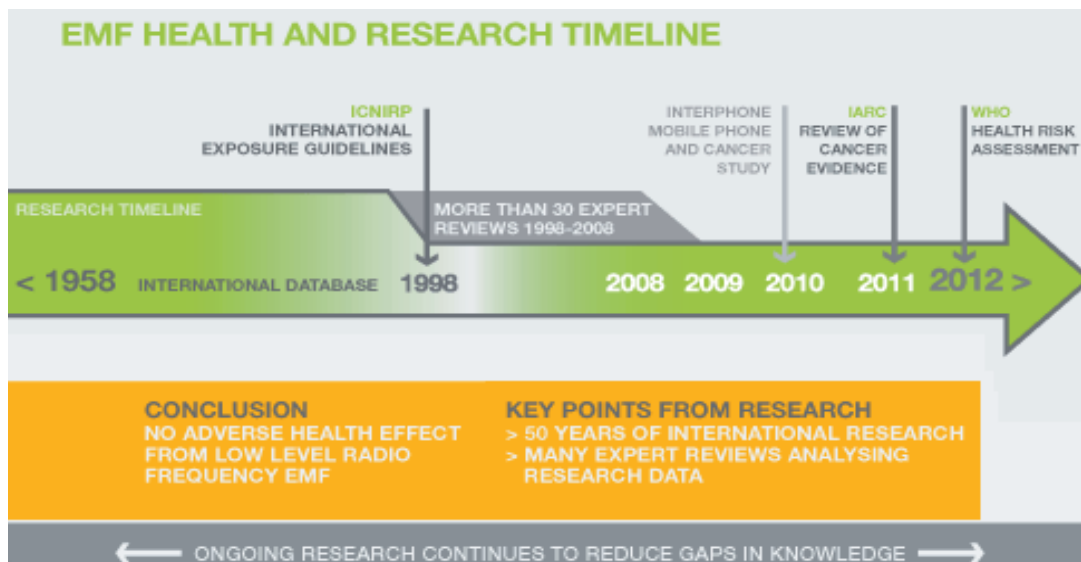 EMF HEALTH AND RESEARCH TIMELINE
ICNIRP
INTERNATIONAL
EXPOSURE GUIDELINES
INTERPHONE
MOBILE PHONE
AND CANCER
STUDY
IARC
REVIEW OF
CANCER
EVIDENCE
WHO
HEALTH RISK
ASSESSMENT
RESEARCH TIMELINE
MORE THAN 30 EXPERT
REVIEWS 1998-2008
< 1958 INTERNATIONAL DATABASE 1998 2008 2009 2010 2011 2012 >
CONCLUSION
NO ADVERSE HEALTH EFFECT
FROM LOW LEVEL RADIO
FREQUENCY EMF
KEY POINTS FROM RESEARCH
> 50 YEARS OF INTERNATIONAL RESEARCH
> MANY EXPERT REVIEWS ANALYSING
RESEARCH DATA
ONGOING RESEARCH CONTINUES TO REDUCE GAPS IN KNOWLEDGE